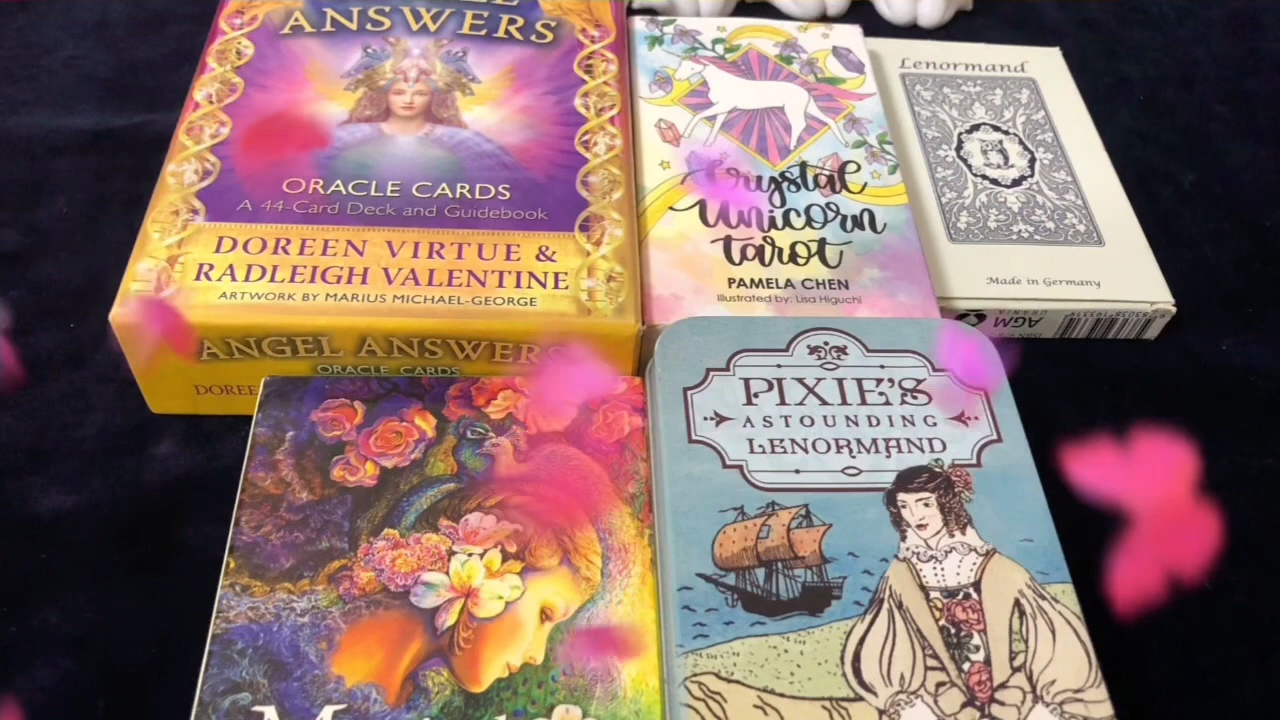 ANSWERS
ORACLE CARDS
A 44-Card Deck and Guidebook
DOREEN VIRTUE &
RADLEIGH VALENTINE
ARTWORK BY MARIUS MICHAEL-GEORGE
ANGEL ANSWERS
ORACLE CARDS
Crystal
Unicorn
tarot
PAMELA CHEN
Illustrated by: Lisa Higuchi
Lenormand
Made in Germany
AGM
URANIA
PIXIE'S
ASTOUNDING
LENORMAND